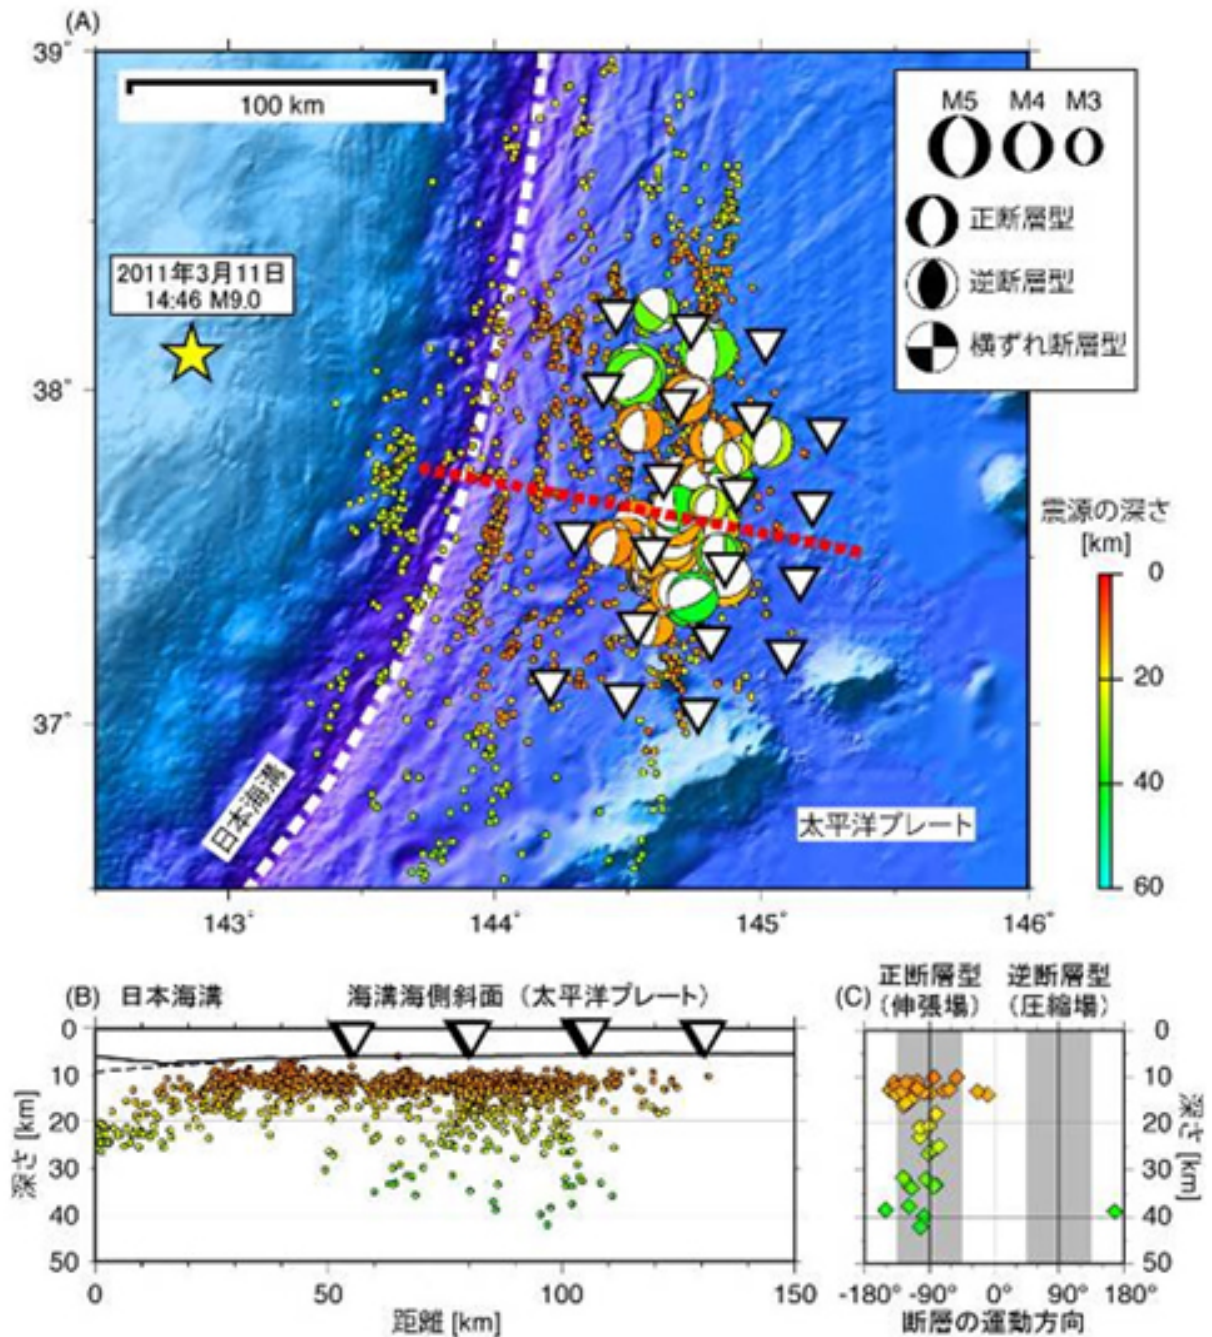 (A)
39°
38°
37°
143°
144°
145°
146°
100 km
2011年3月11日
14:46 M9.0
日本海溝
太平洋プレート
M5 M4 M3
正断層型
逆断層型
横ずれ断層型
震源の深さ
[km]
0
20
40
60
(B) 日本海溝 海溝海側斜面(太平洋プレート)
0
10
20
30
40
50
深さ [km]
0 50 100 150
距離 [km]
(C) 正断層型 逆断層型
(伸張場) (圧縮場)
0
10
20
30
40
50
深さ [km]
-180° -90° 0° 90° 180°
断層の運動方向